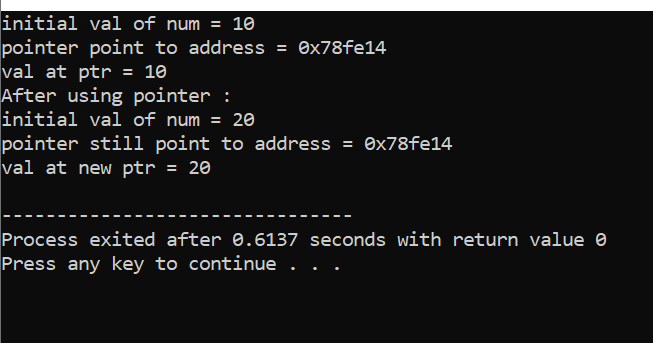 initial val of num = 10
pointer point to address = 0x78fe14
val at ptr = 10
After using pointer :
initial val of num = 20
pointer still point to address = 0x78fe14
val at new ptr = 20
--------------------------------
Process exited after 0.6137 seconds with return value 0
Press any key to continue . . .